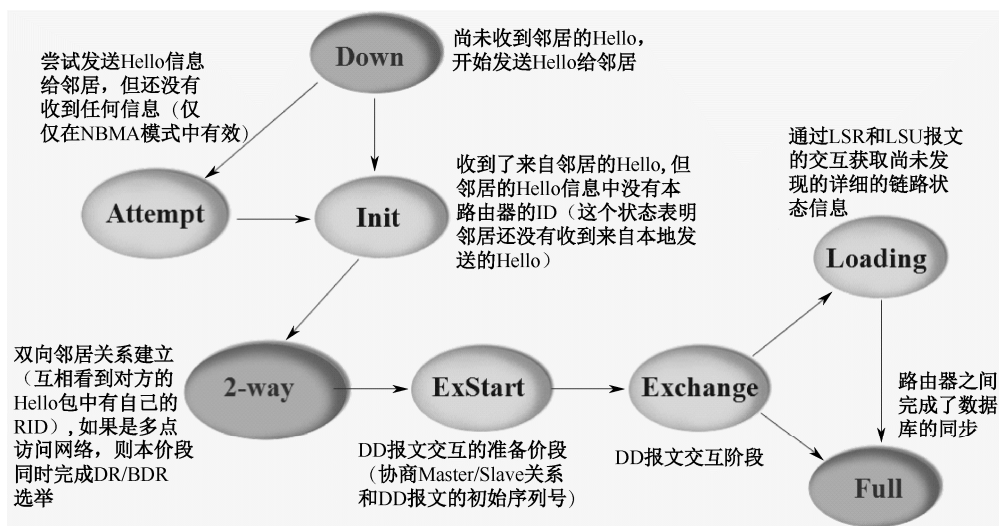 Down
尚未收到邻居的Hello,
开始发送Hello给邻居
尝试发送Hello信息
给邻居，但还没有
收到任何信息（仅
仅在NBMA模式中有效）
Attempt
Init
收到了来自邻居的Hello,但
邻居的Hello信息中没有本
路由器的ID（这个状态表明
邻居还没有收到来自本地发
送的Hello）
通过LSR和LSU报文
的交互获取尚未发
现的详细的链路状
态信息
Loading
双向邻居关系建立
（互相看到对方的
Hello包中有自己的
RID）,如果是多点
访问网络，则本价段
同时完成DR/BDR
选举
2-way
ExStart
DD报文交互的准备价段
（协商Master/Slave关系
和DD报文的初始序列号）
Exchange
DD报文交互阶段
路由器之间
完成了数据
库的同步
Full